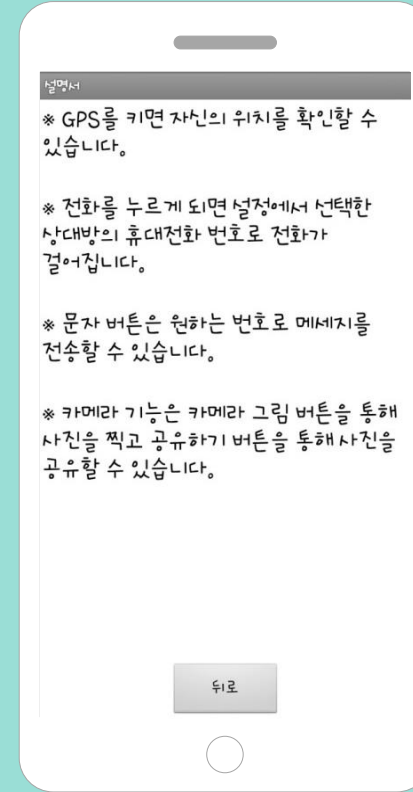 설명서
※ GPS를 키면 자신의 위치를 확인할 수
있습니다.
※ 전화를 누르게 되면 설정에서 선택한
상대방의 휴대전화 번호로 전화가
걸어집니다.
※ 문자 버튼은 원하는 번호로 메세지를
전송할 수 있습니다.
※ 카메라 기능은 카메라 그림 버튼을 통해
사진을 찍고 공유하기 버튼을 통해 사진을
공유할 수 있습니다.
뒤로